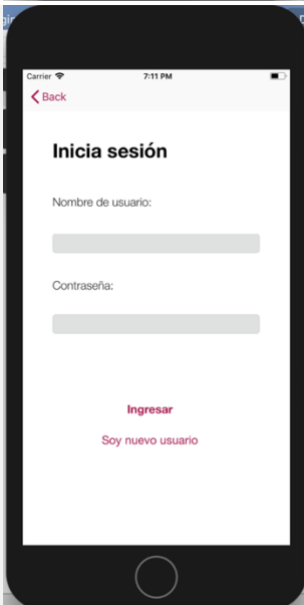 Carrier 7:11 PM
Back
Inicia sesión
Nombre de usuario:
Contraseña:
Ingresar
Soy nuevo usuario